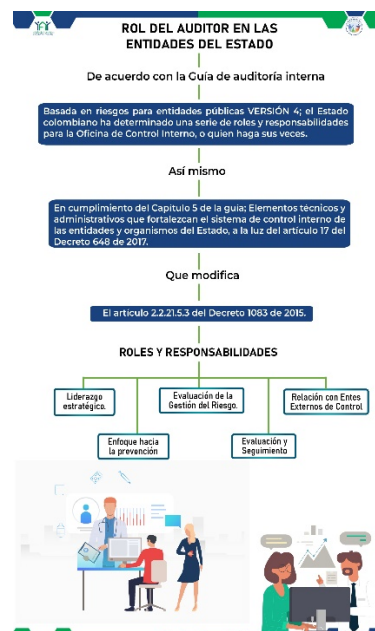 ROL DEL AUDITOR EN LAS
ENTIDADES DEL ESTADO
De acuerdo con la Guía de auditoría interna
Basada en riesgos para entidades públicas VERSIÓN 4; el Estado
colombiano ha determinado una serie de roles y responsabilidades
para la Oficina de Control Interno, o quien haga sus veces.
Así mismo
En cumplimiento del Capitulo 5 de la guía; Elementos técnicos y
administrativos que fortalezcan el sistema de control interno de
las entidades y organismos del Estado, a la luz del artículo 17 del
Decreto 648 de 2017.
Que modifica
El artículo 2.2.21.5.3 del Decreto 1083 de 2015.
ROLES Y RESPONSABILIDADES
Liderazgo
estratégico.
Evaluación de la
Gestión del Riesgo.
Relación con Entes
Externos de Control
Enfoque hacia
la prevención
Evaluación y
Seguimiento